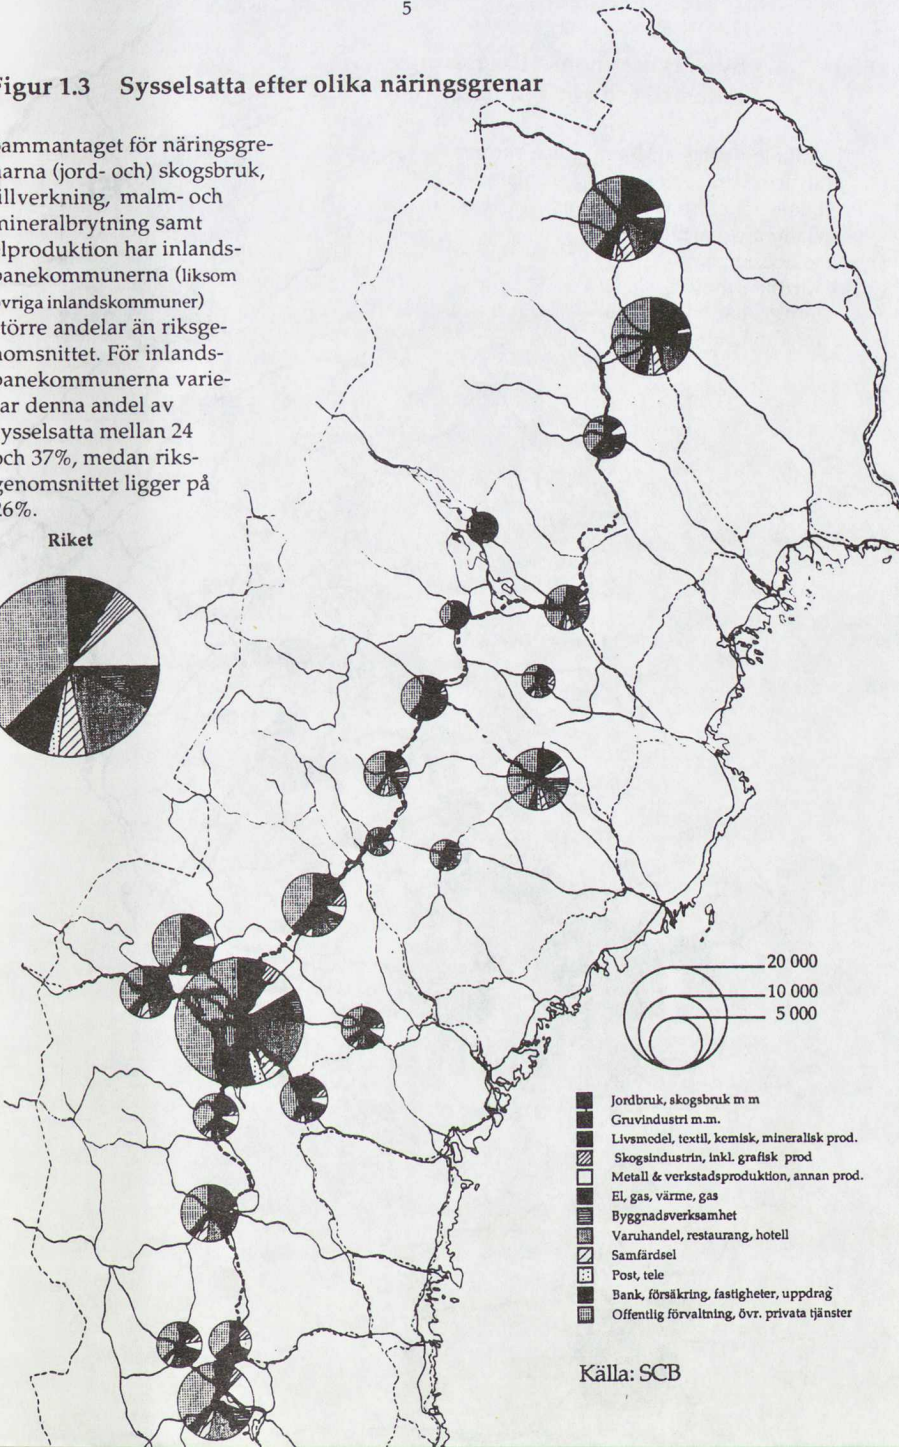 5
igur 1.3 Sysselsatta efter olika näringsgrenar
ammantaget för näringsgre-
arna (jord- och) skogsbruk,
illverkning, malm- och
mineralbrytning samt
lproduktion har inlands-
anekommunerna (liksom
vriga inlandskommuner)
törre andelar än riksge-
nomsnittet. För inlands-
anekommunerna varie-
ar denna andel av
ysselsatta mellan 24
och 37%, medan riks-
genomsnittet ligger på
26%.
Riket
20 000
10 000
5 000
Jordbruk, skogsbruk m m
Gruvindustri m.m.
Livsmedel, textil, kemisk, mineralisk prod.
Skogsindustrin, inkl. grafisk prod
Metall & verkstadsproduktion, annan prod.
El, gas, värme, gas
Byggnadsverksamhet
Varuhandel, restaurang, hotell
Samfärdsel
Post, tele
Bank, försäkring, fastigheter, uppdrag
Offentlig förvaltning, övr. privata tjänster
Källa: SCB